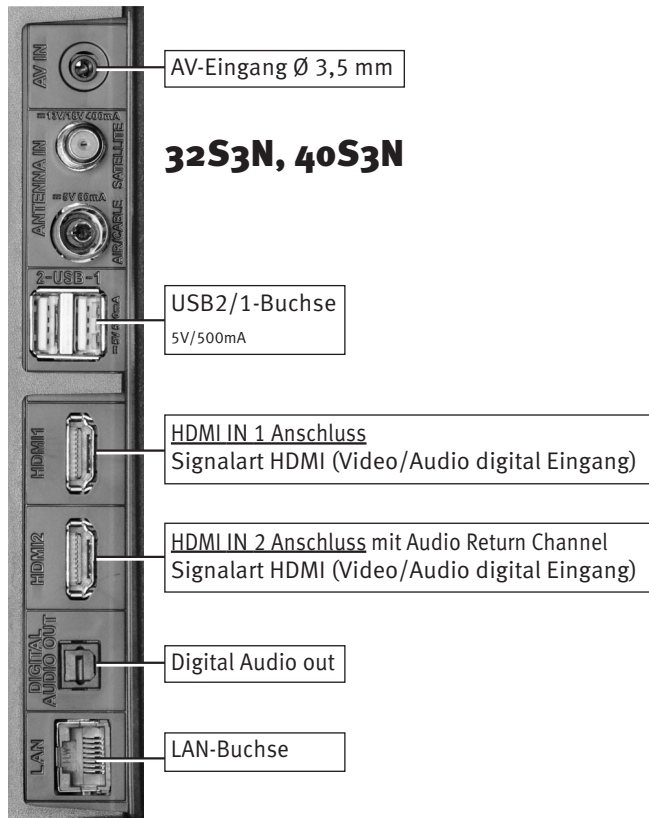 AV IN
AV-Eingang Ø 3,5 mm
⎓13V/18V 400mA
ANTENNA IN
SATELLITE
32S3N, 40S3N
⎓5V 80mA
AIR/CABLE
2-USB-1
USB2/1-Buchse
5V/500mA
⎓5V 500mA
HDMI1
HDMI IN 1 Anschluss
Signalart HDMI (Video/Audio digital Eingang)
HDMI2
HDMI IN 2 Anschluss mit Audio Return Channel
Signalart HDMI (Video/Audio digital Eingang)
DIGITAL
AUDIO OUT
Digital Audio out
LAN
LAN-Buchse